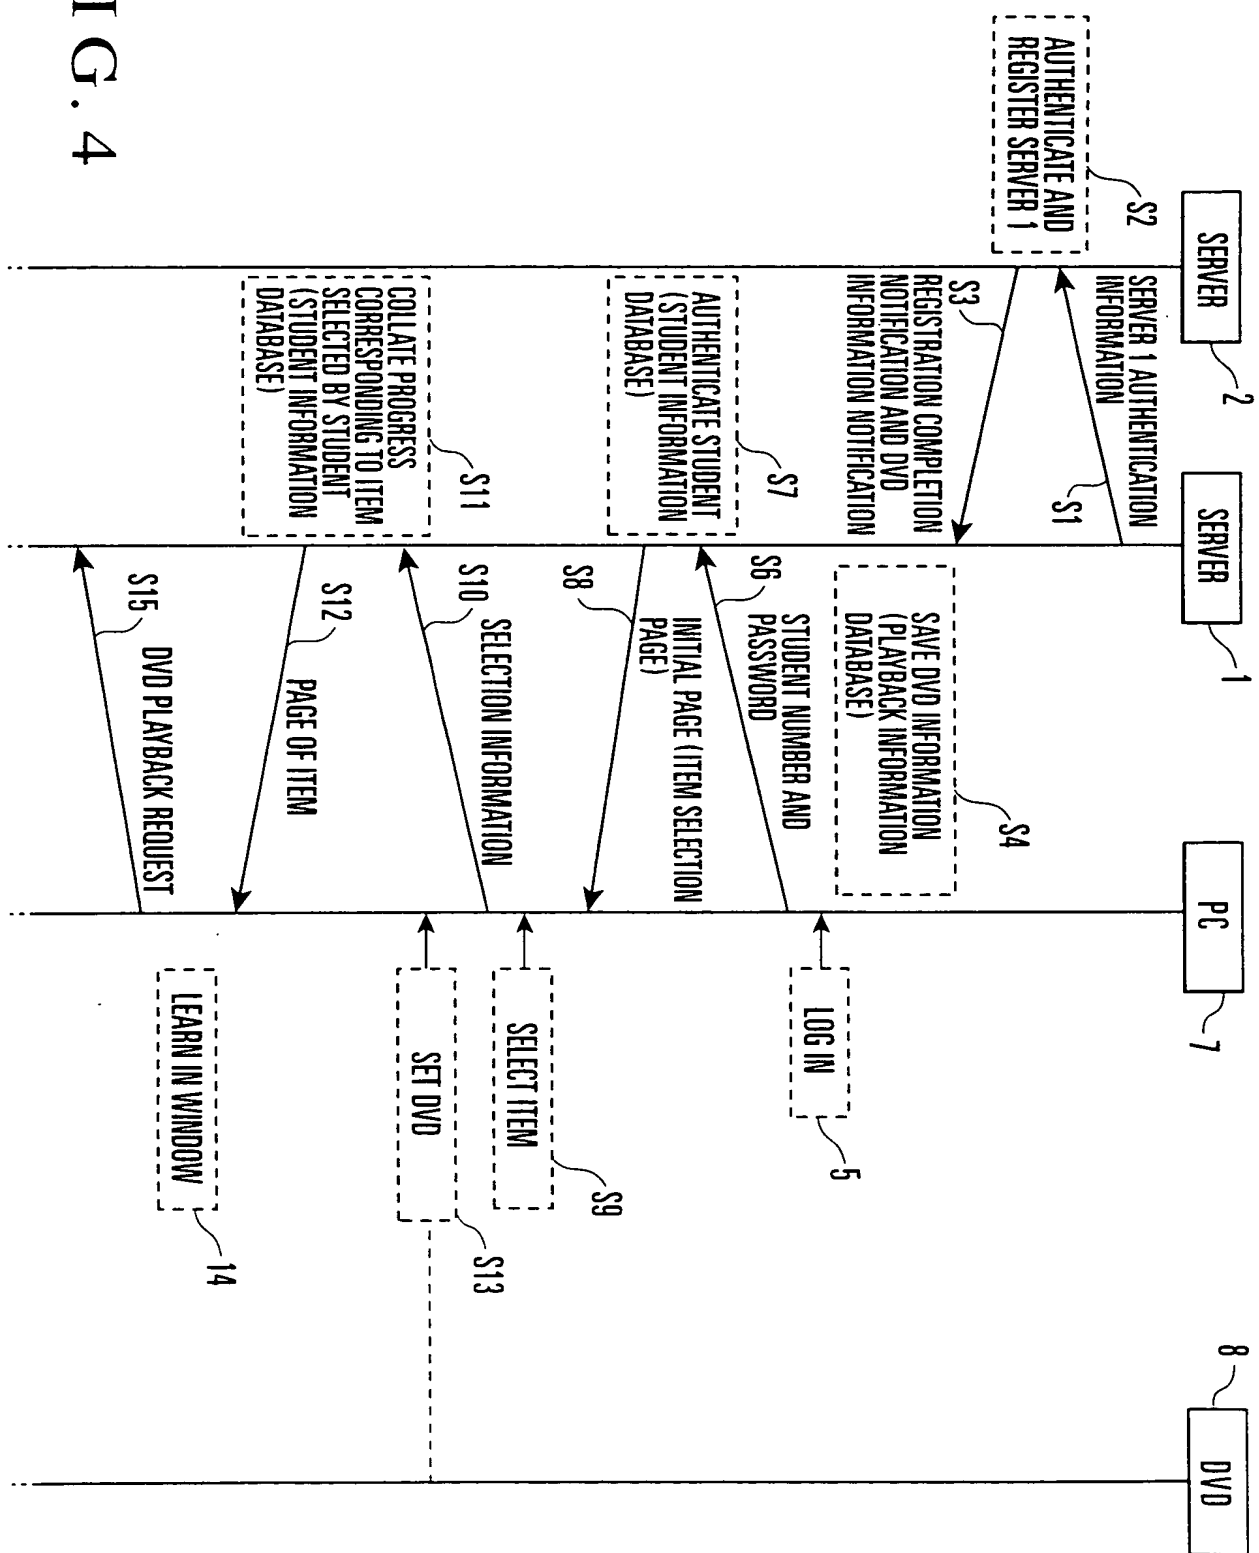 SERVER
2
SERVER
1
PC
7
8
DVD
S1
SERVER 1 AUTHENTICATION
INFORMATION
S2
AUTHENTICATE AND
REGISTER SERVER 1
S3
REGISTRATION COMPLETION
NOTIFICATION AND DVD
INFORMATION NOTIFICATION
S4
SAVE DVD INFORMATION
(PLAYBACK INFORMATION
DATABASE)
LOG IN
5
S6
STUDENT NUMBER AND
PASSWORD
S7
AUTHENTICATE STUDENT
(STUDENT INFORMATION
DATABASE)
S8
INITIAL PAGE (ITEM SELECTION
PAGE)
SELECT ITEM
S9
S10
SELECTION INFORMATION
S11
COLLATE PROGRESS
CORRESPONDING TO ITEM
SELECTED BY STUDENT
(STUDENT INFORMATION
DATABASE)
SET DVD
S13
S12
PAGE OF ITEM
LEARN IN WINDOW
14
S15
DVD PLAYBACK REQUEST
IG. 4